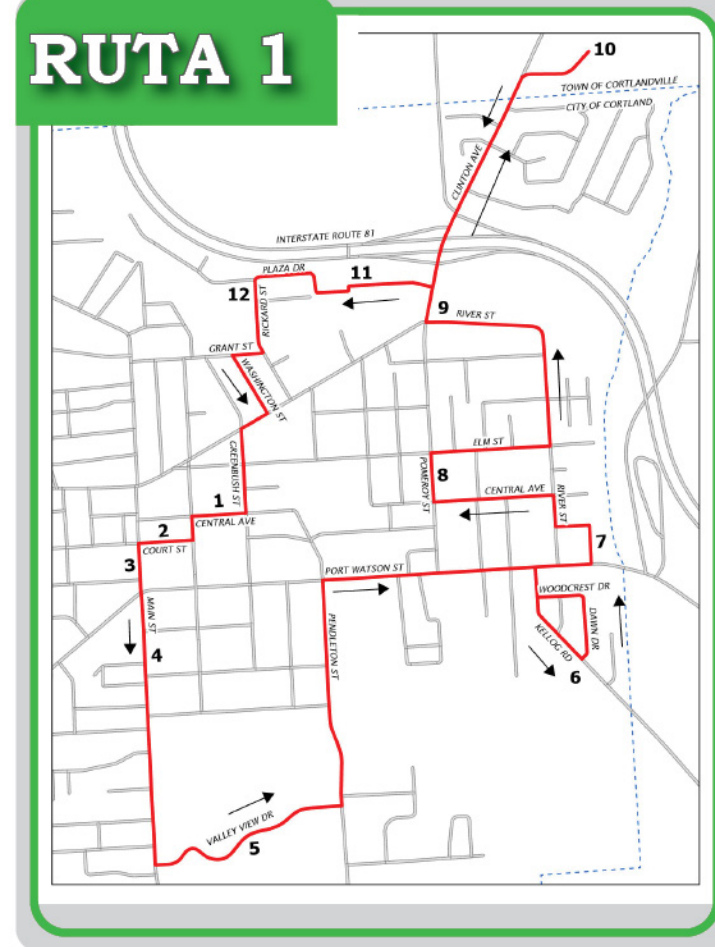 RUTA 1
10
TOWN OF CORTLANDVILLE
CITY OF CORTLAND
CLINTON AVE
INTERSTATE ROUTE 81
PLAZA DR
11
12
RICKARD ST
9
RIVER ST
GRANT ST
WASHINGTON ST
ELM ST
GREENBUSH ST
POMEROY ST
8
CENTRAL AVE
RIVER ST
1
CENTRAL AVE
2
COURT ST
7
3
PORT WATSON ST
WOODCREST DR
MAIN ST
PENDLETON ST
DAWN DR
KELLOG RD
4
6
VALLEY VIEW DR
5